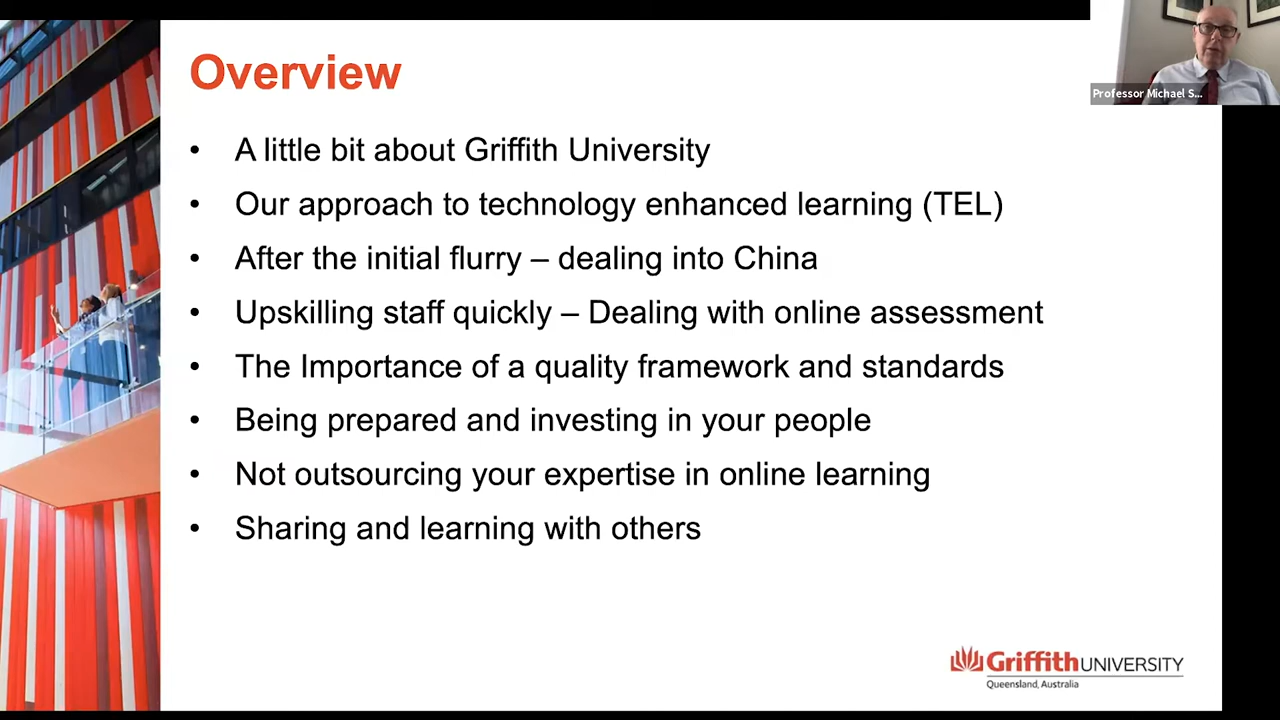 Overview
Professor Michael S...
• A little bit about Griffith University
• Our approach to technology enhanced learning (TEL)
• After the initial flurry – dealing into China
• Upskilling staff quickly – Dealing with online assessment
• The Importance of a quality framework and standards
• Being prepared and investing in your people
• Not outsourcing your expertise in online learning
• Sharing and learning with others
Griffith UNIVERSITY
Queensland, Australia